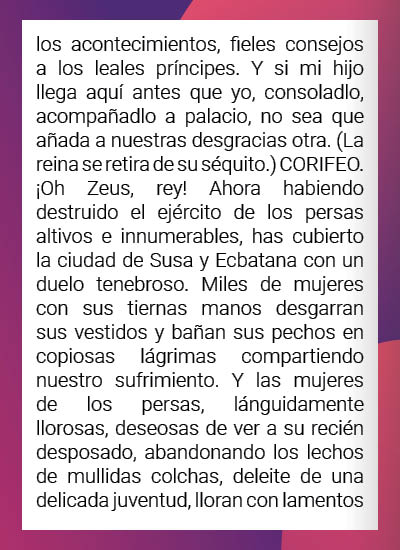 los acontecimientos, fieles consejos
a los leales príncipes. Y si mi hijo
llega aquí antes que yo, consoladlo,
acompañadlo a palacio, no sea que
añada a nuestras desgracias otra. (La
reina se retira de su séquito.) CORIFEO.
¡Oh Zeus, rey! Ahora habiendo
destruido el ejército de los persas
altivos e innumerables, has cubierto
la ciudad de Susa y Ecbatana con un
duelo tenebroso. Miles de mujeres
con sus tiernas manos desgarran
sus vestidos y bañan sus pechos en
copiosas lágrimas compartiendo
nuestro sufrimiento. Y las mujeres
de los persas, lánguidamente
llorosas, deseosas de ver a su recién
desposado, abandonando los lechos
de mullidas colchas, deleite de una
delicada juventud, lloran con lamentos